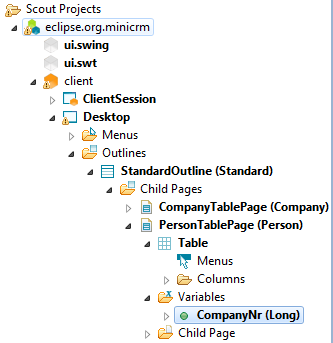 Scout Projects
eclipse.org.minicrm
ui.swing
ui.swt
client
ClientSession
Desktop
Menus
Outlines
StandardOutline (Standard)
Child Pages
CompanyTablePage (Company)
PersonTablePage (Person)
Table
Menus
Columns
Variables
CompanyNr (Long)
Child Page